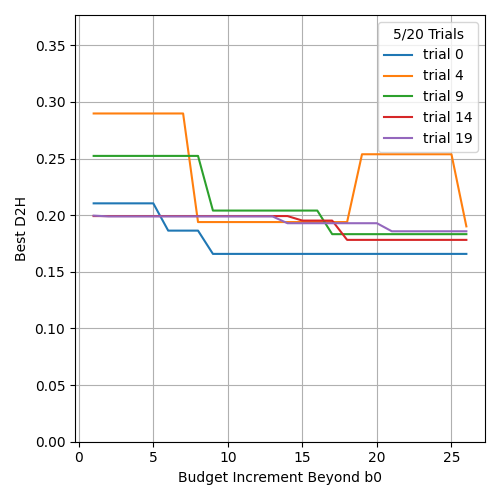 5/20 Trials
trial 0
trial 4
trial 9
trial 14
trial 19
0.35
0.30
0.25
0.20
0.15
0.10
0.05
0.00
Best D2H
0
5
10
15
20
25
Budget Increment Beyond b0